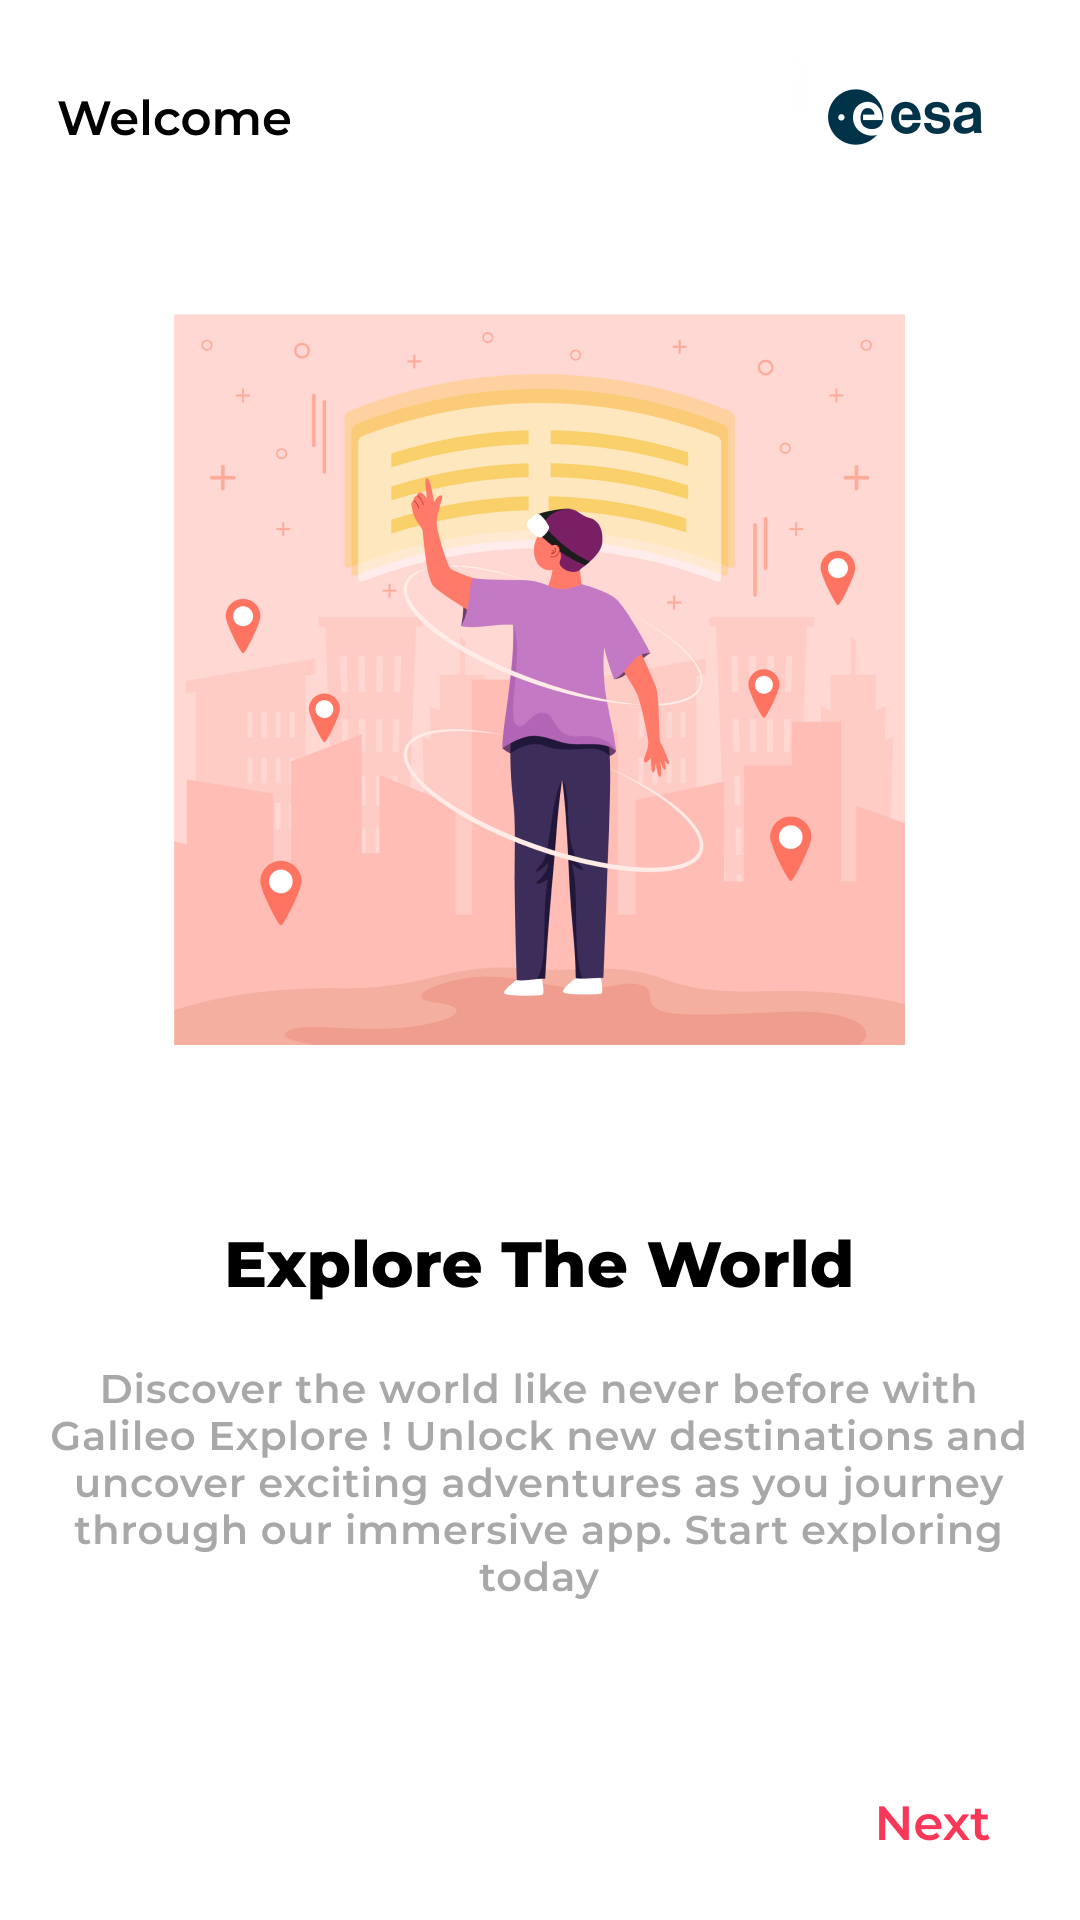 Welcome
esa
Explore The World
Discover the world like never before with
Galileo Explore ! Unlock new destinations and
uncover exciting adventures as you journey
through our immersive app. Start exploring
today
Next